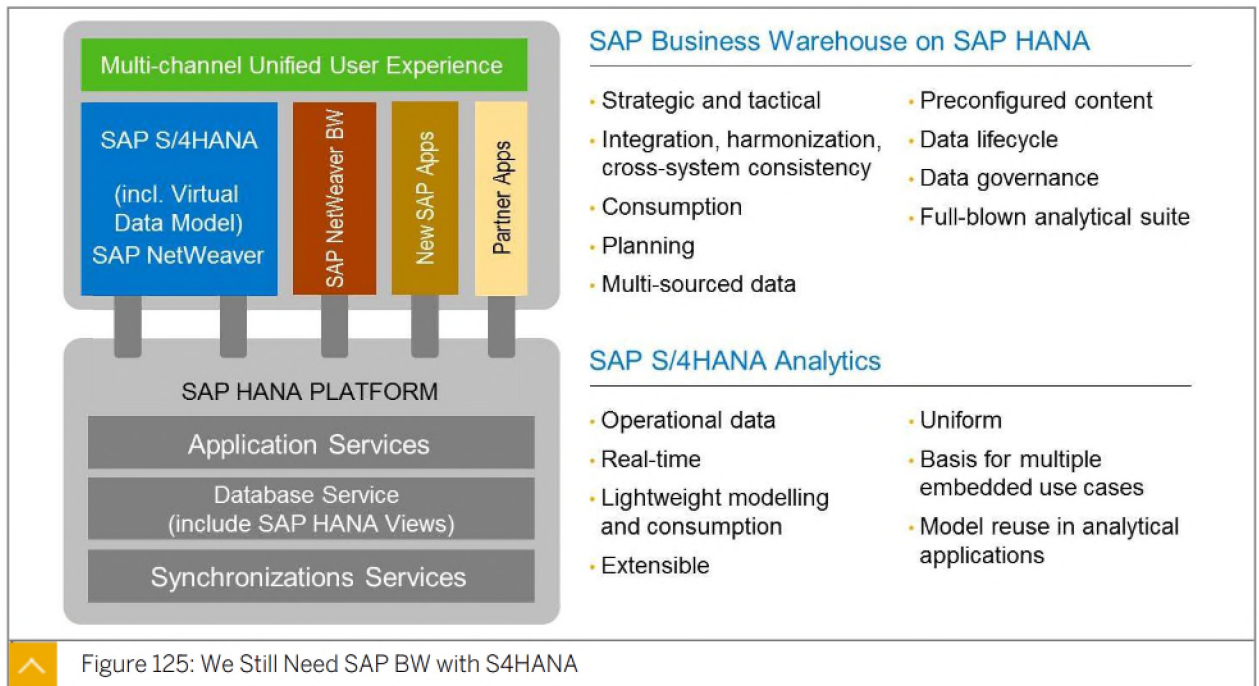 Multi-channel Unified User Experience
SAP S/4HANA
(incl. Virtual
Data Model)
SAP NetWeaver
SAP NetWeaver BW
New SAP Apps
Partner Apps
SAP HANA PLATFORM
Application Services
Database Service
(include SAP HANA Views)
Synchronizations Services
SAP Business Warehouse on SAP HANA
• Strategic and tactical
• Integration, harmonization,
cross-system consistency
• Consumption
• Planning
• Multi-sourced data
• Preconfigured content
• Data lifecycle
• Data governance
• Full-blown analytical suite
SAP S/4HANA Analytics
• Operational data
• Real-time
• Lightweight modelling
and consumption
• Extensible
• Uniform
• Basis for multiple
embedded use cases
• Model reuse in analytical
applications
Figure 125: We Still Need SAP BW with S4HANA